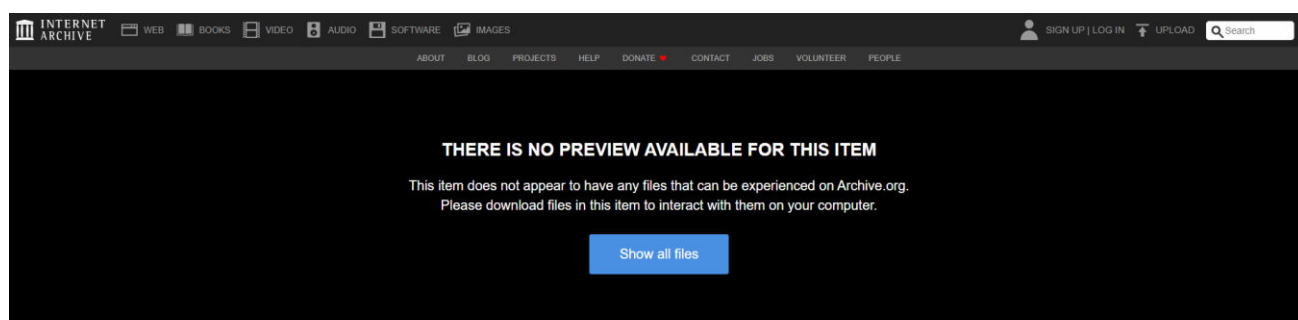 INTERNET ARCHIVE
WEB BOOKS VIDEO AUDIO SOFTWARE IMAGES SIGN UP | LOG IN UPLOAD Search
ABOUT BLOG PROJECTS HELP DONATE CONTACT JOBS VOLUNTEER PEOPLE
THERE IS NO PREVIEW AVAILABLE FOR THIS ITEM
This item does not appear to have any files that can be experienced on Archive.org.
Please download files in this item to interact with them on your computer.
Show all files